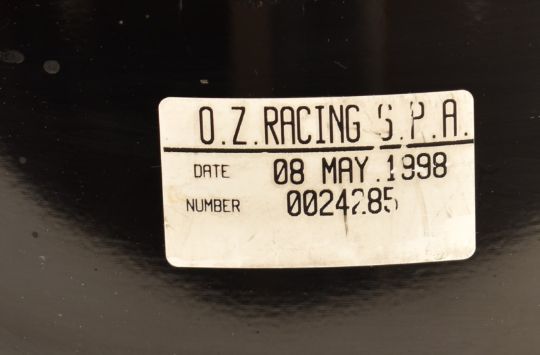 O.Z.RACING S.P.A.
DATE 08 MAY.1998
NUMBER 0024285